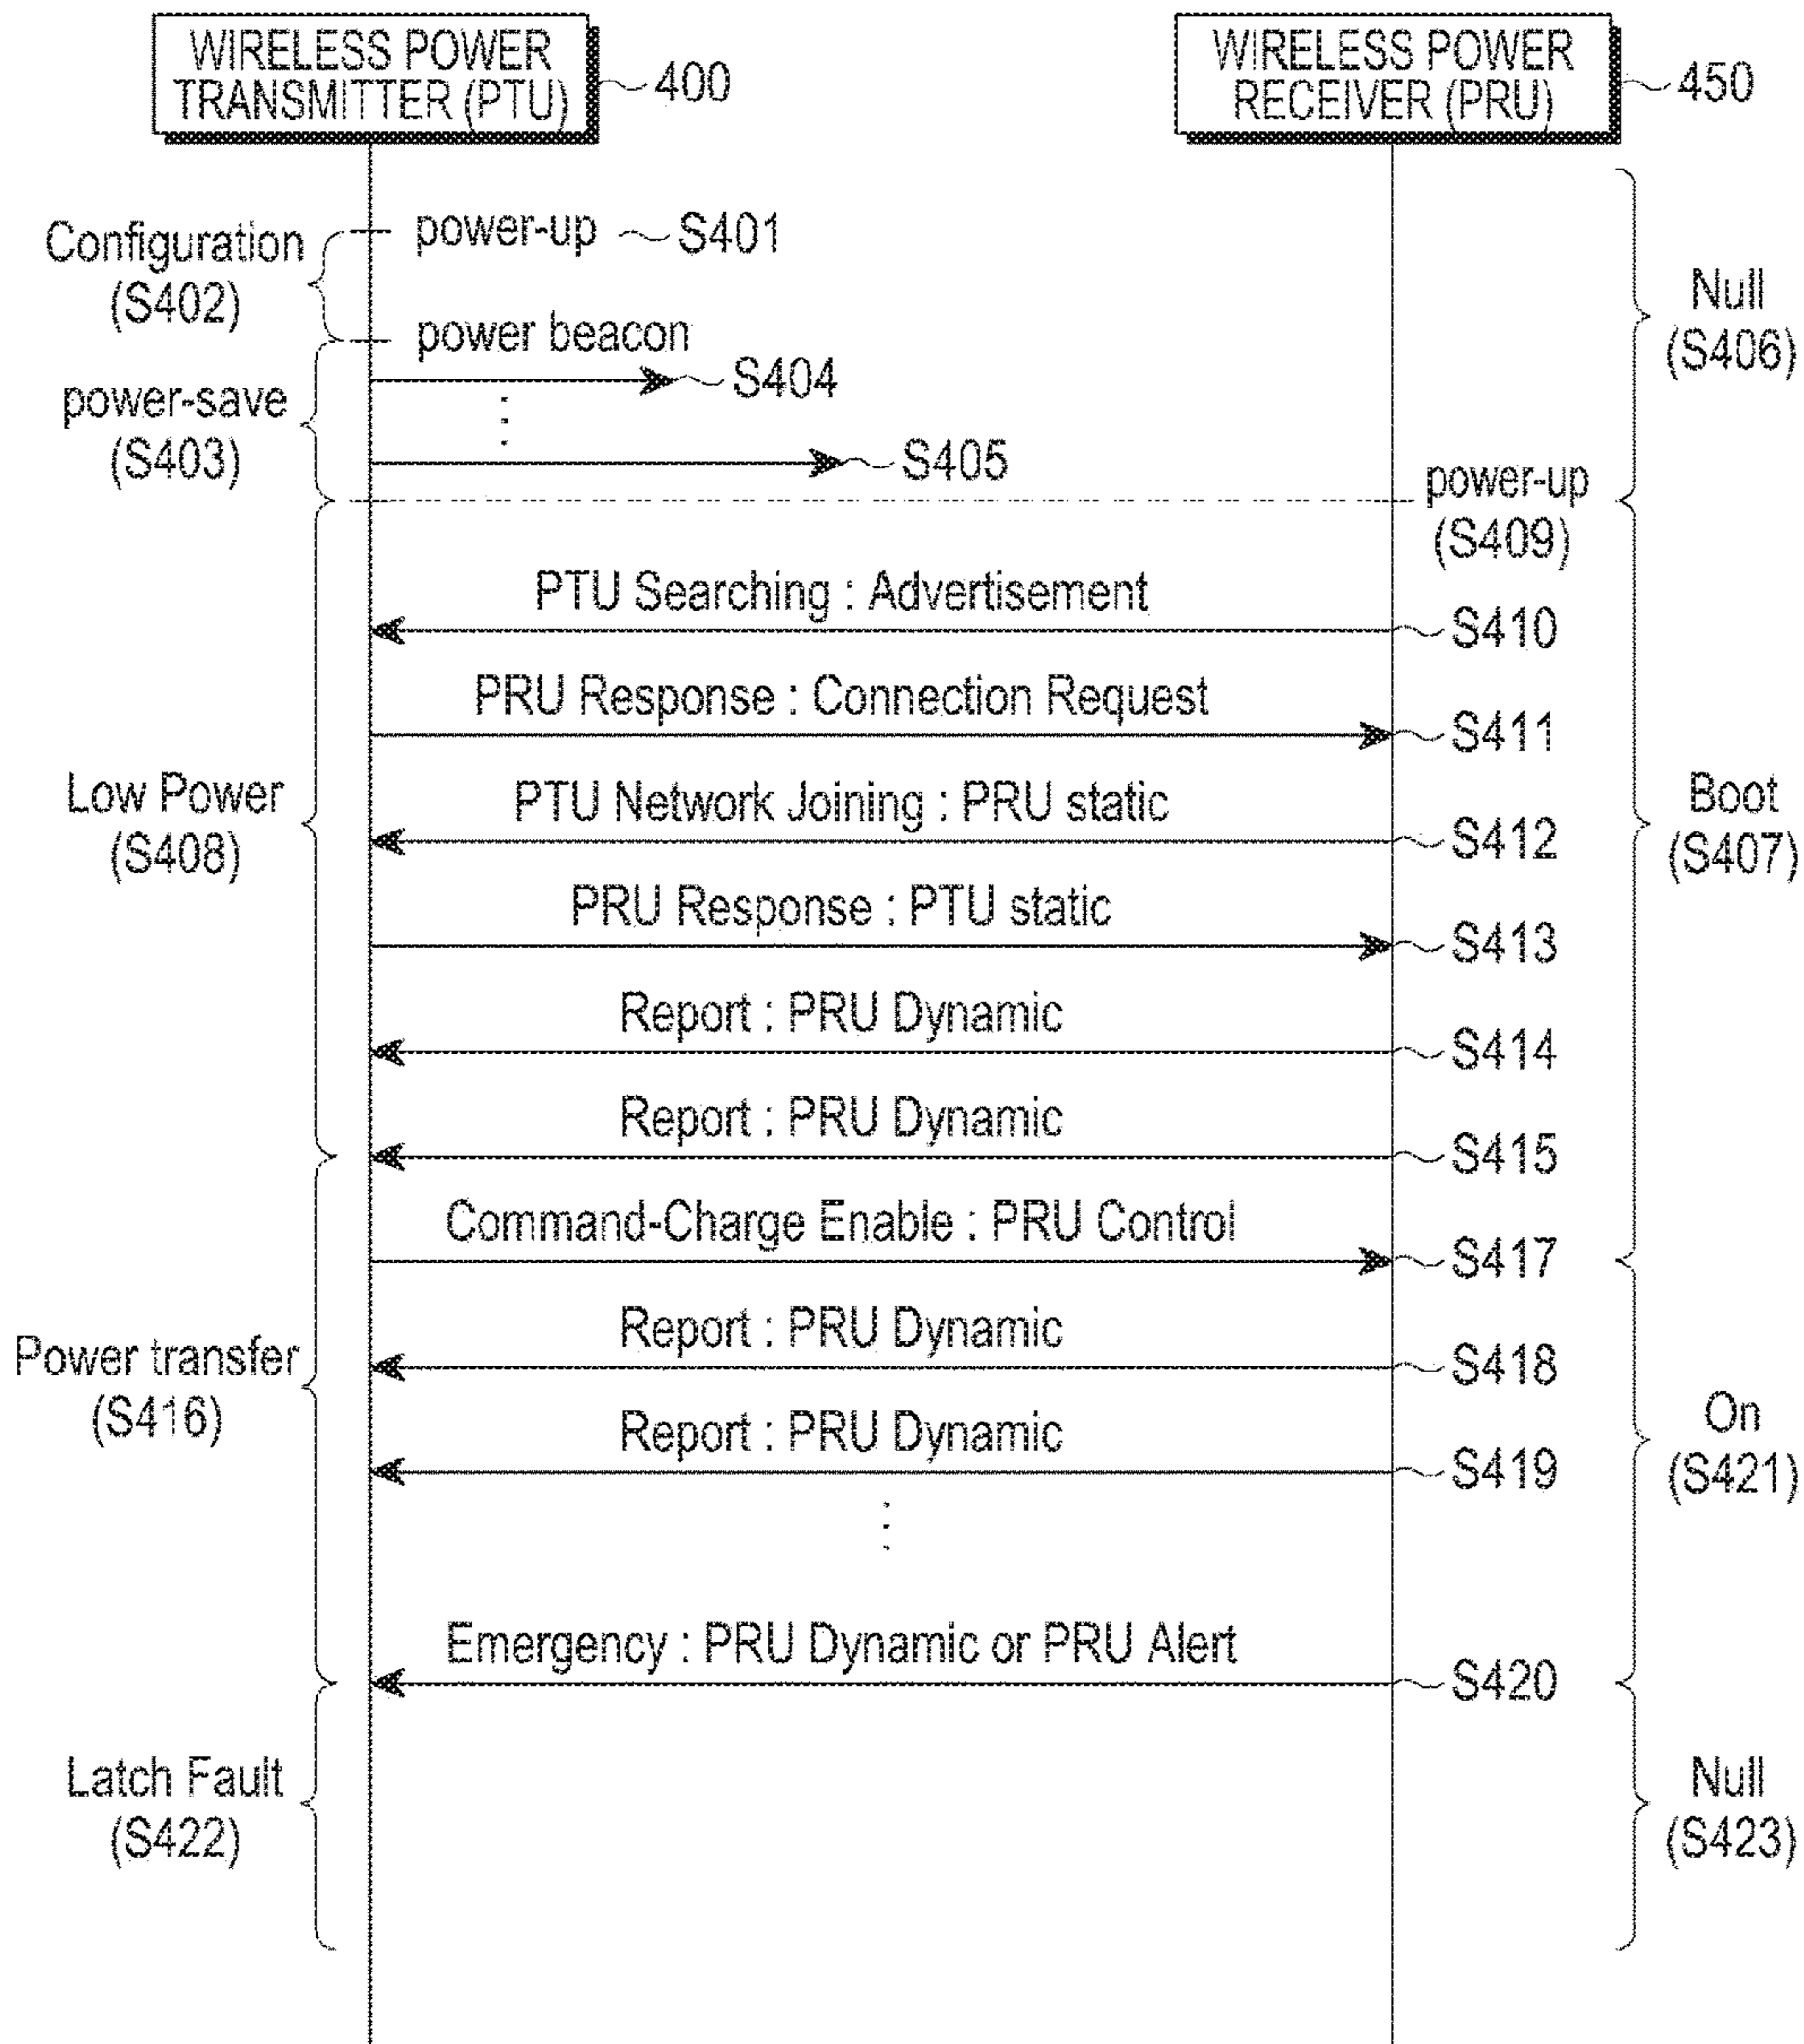 WIRELESS POWER
TRANSMITTER (PTU)
400
WIRELESS POWER
RECEIVER (PRU)
450
Configuration
(S402)
power-up
S401
Null
(S406)
power beacon
S404
power-save
(S403)
S405
power-up
(S409)
PTU Searching : Advertisement
S410
PRU Response : Connection Request
S411
Low Power
(S408)
PTU Network Joining : PRU static
S412
Boot
(S407)
PRU Response : PTU static
S413
Report : PRU Dynamic
S414
Report : PRU Dynamic
S415
Command-Charge Enable : PRU Control
S417
Power transfer
(S416)
Report : PRU Dynamic
S418
Report : PRU Dynamic
S419
On
(S421)
Emergency : PRU Dynamic or PRU Alert
S420
Latch Fault
(S422)
Null
(S423)